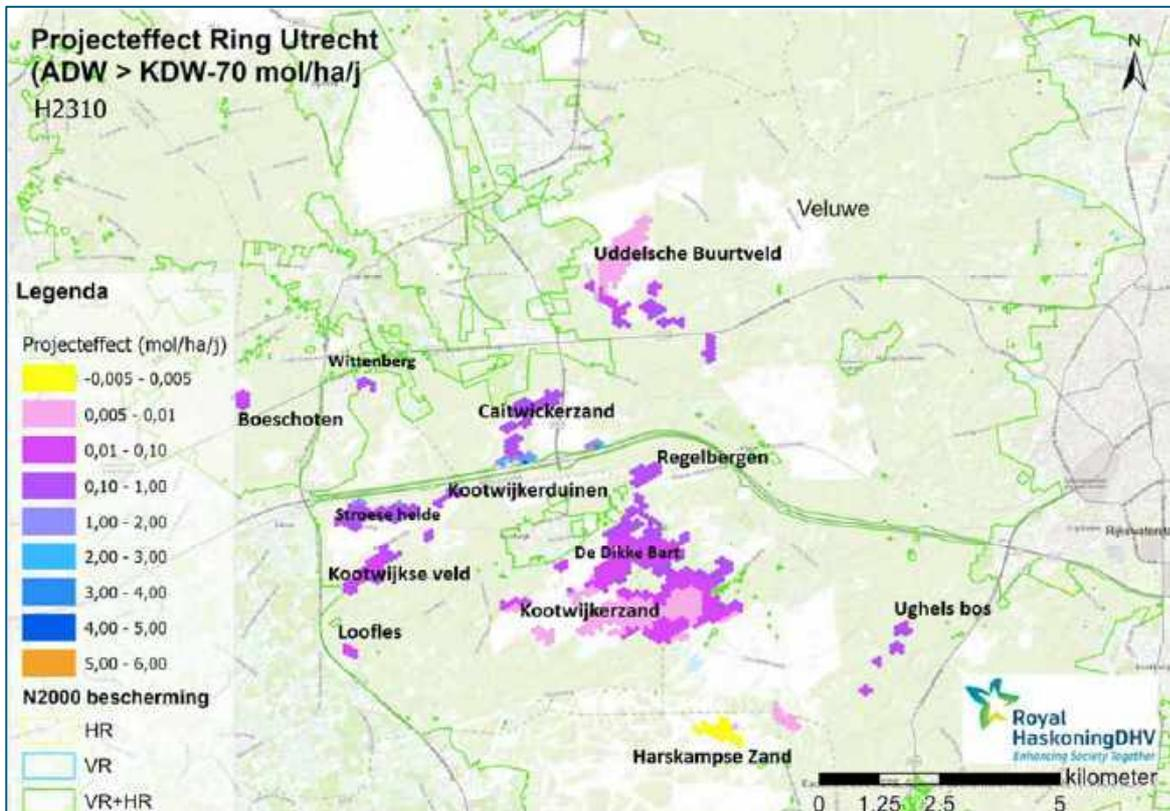 Projecteffect Ring Utrecht
(ADW > KDW-70 mol/ha/j
H2310
N
Veluwe
Uddelsche Buurtveld
Legenda
Projecteffect (mol/ha/j)
-0,005 - 0,005
0,005 - 0,01
0,01 - 0,10
0,10 - 1,00
1,00 - 2,00
2,00 - 3,00
3,00 - 4,00
4,00 - 5,00
5,00 - 6,00
N2000 bescherming
HR
VR
VR+HR
Wittenberg
Boeschoten
Caitwickerzand
Regelbergen
Kootwijkerduinen
Stroese heide
De Dikke Bart
Kootwijkse veld
Kootwijkerzand
Ughels bos
Loofles
Harskampse Zand
Royal
HaskoningDHV
Enhancing Society Together
kilometer
0 1,25 2,5 5